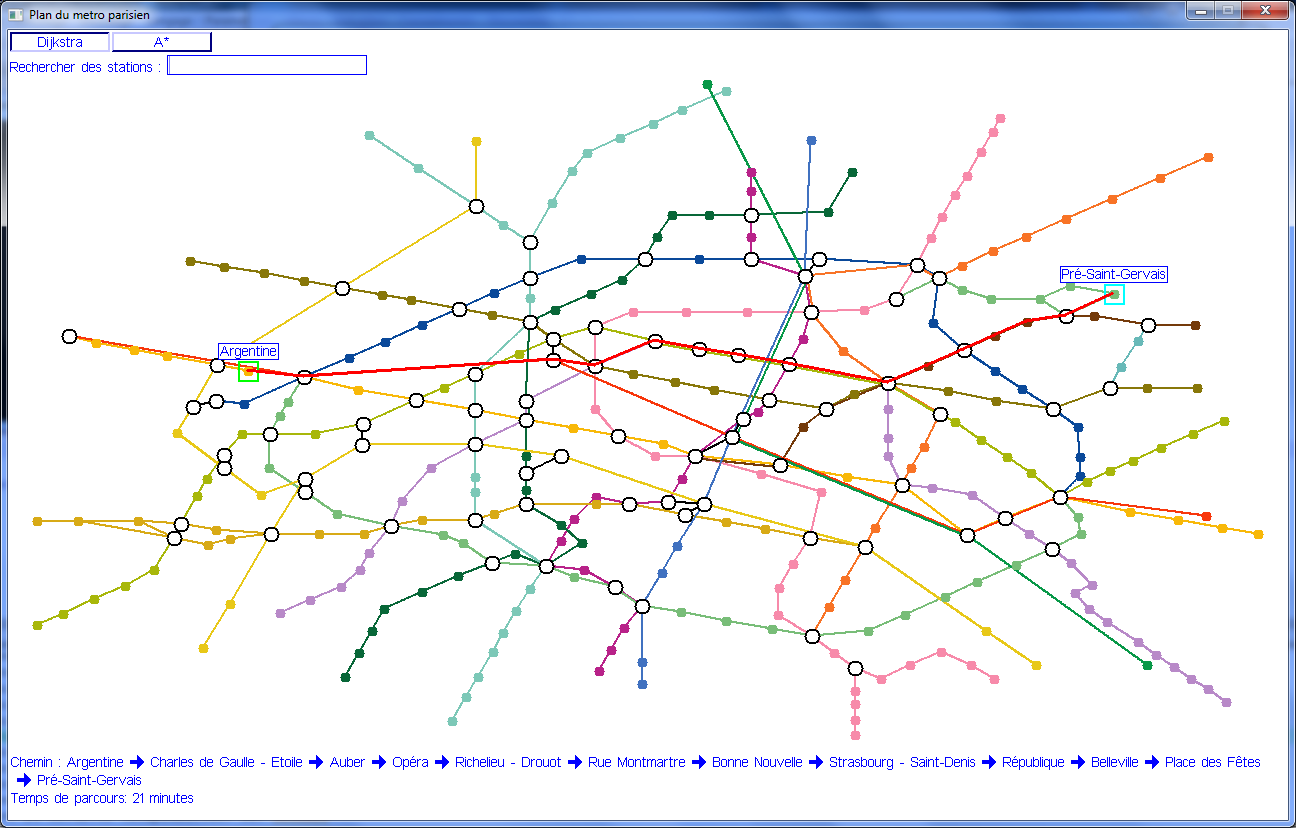 Plan du metro parisien
Dijkstra A*
Rechercher des stations :
Pré-Saint-Gervais
Argentine
Chemin : Argentine → Charles de Gaulle - Etoile → Auber → Opéra → Richelieu - Drouot → Rue Montmartre → Bonne Nouvelle → Strasbourg - Saint-Denis → République → Belleville → Place des Fêtes
→ Pré-Saint-Gervais
Temps de parcours: 21 minutes